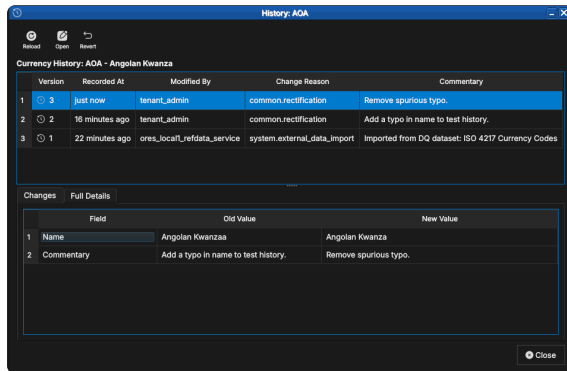 History: AOA
Reload Open Revert
Currency History: AOA - Angolan Kwanza
Version Recorded At Modified By Change Reason Commentary
1 3 just now tenant_admin common.rectification Remove spurious typo.
2 2 16 minutes ago tenant_admin common.rectification Add a typo in name to test history.
3 1 22 minutes ago ores_local1_refdata_service system.external_data_import Imported from DQ dataset: ISO 4217 Currency Codes
Changes Full Details
Field Old Value New Value
1 Name Angolan Kwanzaa Angolan Kwanza
2 Commentary Add a typo in name to test history. Remove spurious typo.
Close